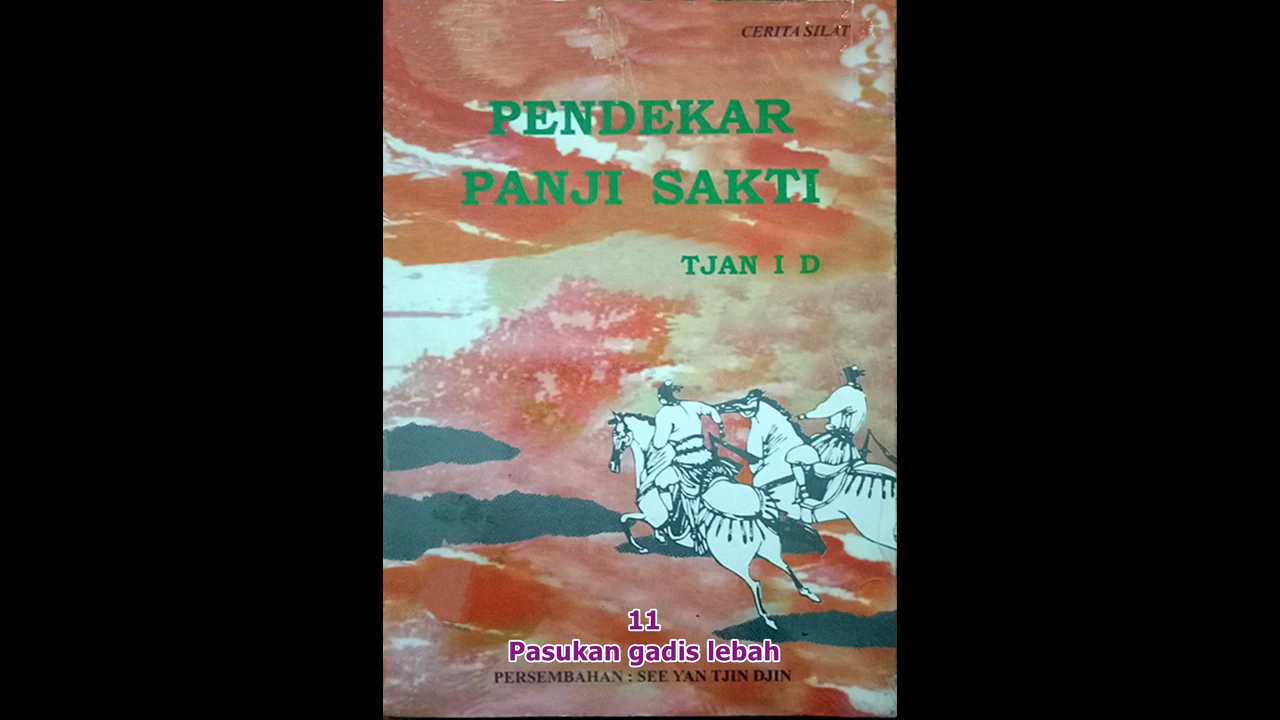 CERITA SILAT
PENDEKAR
PANJI SAKTI
TJAN I D
11
Pasukan gadis lebah
PERSEMBAHAN : SEE YAN TJIN DJIN